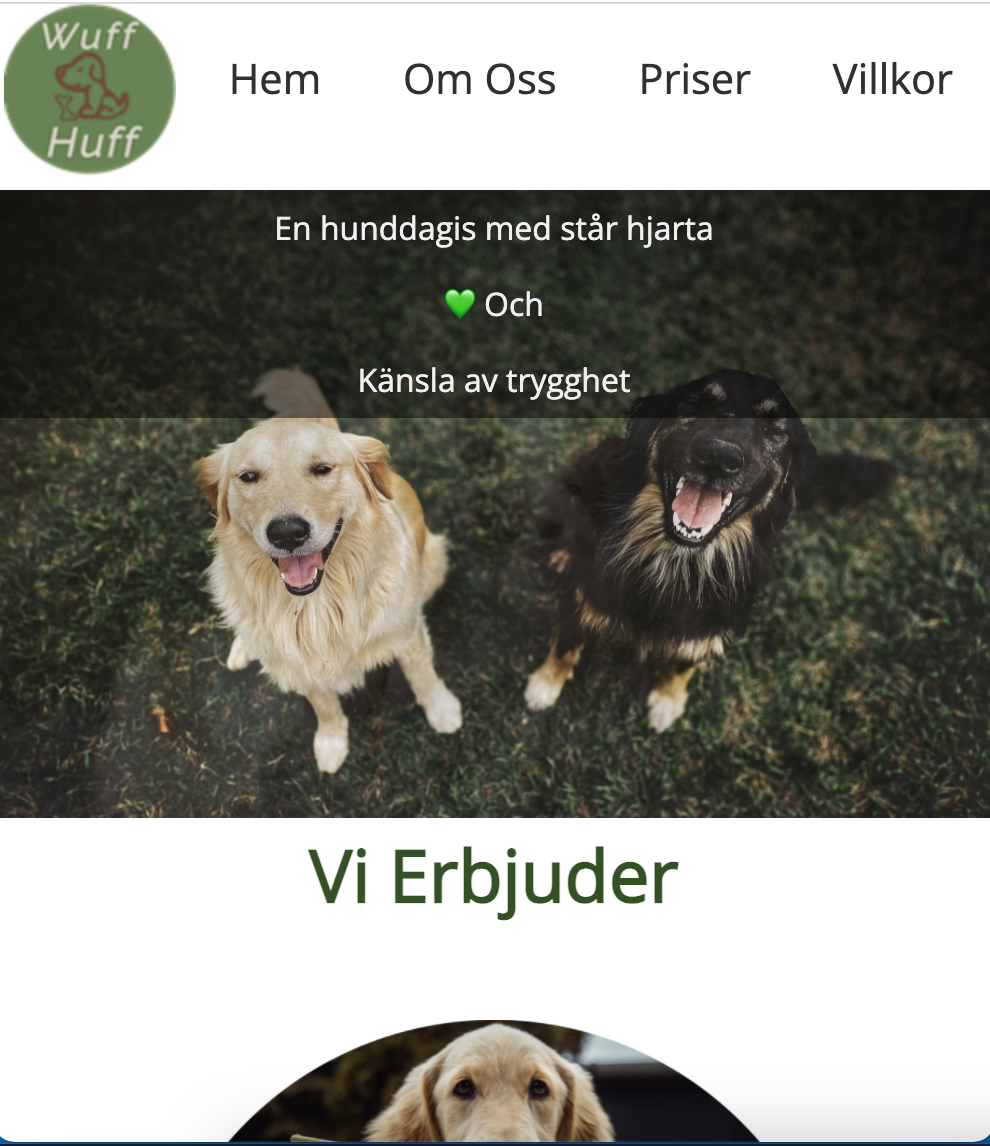 Wuff
Huff
Hem Om Oss Priser Villkor
En hunddagis med står hjarta
💚 Och
Känsla av trygghet
Vi Erbjuder